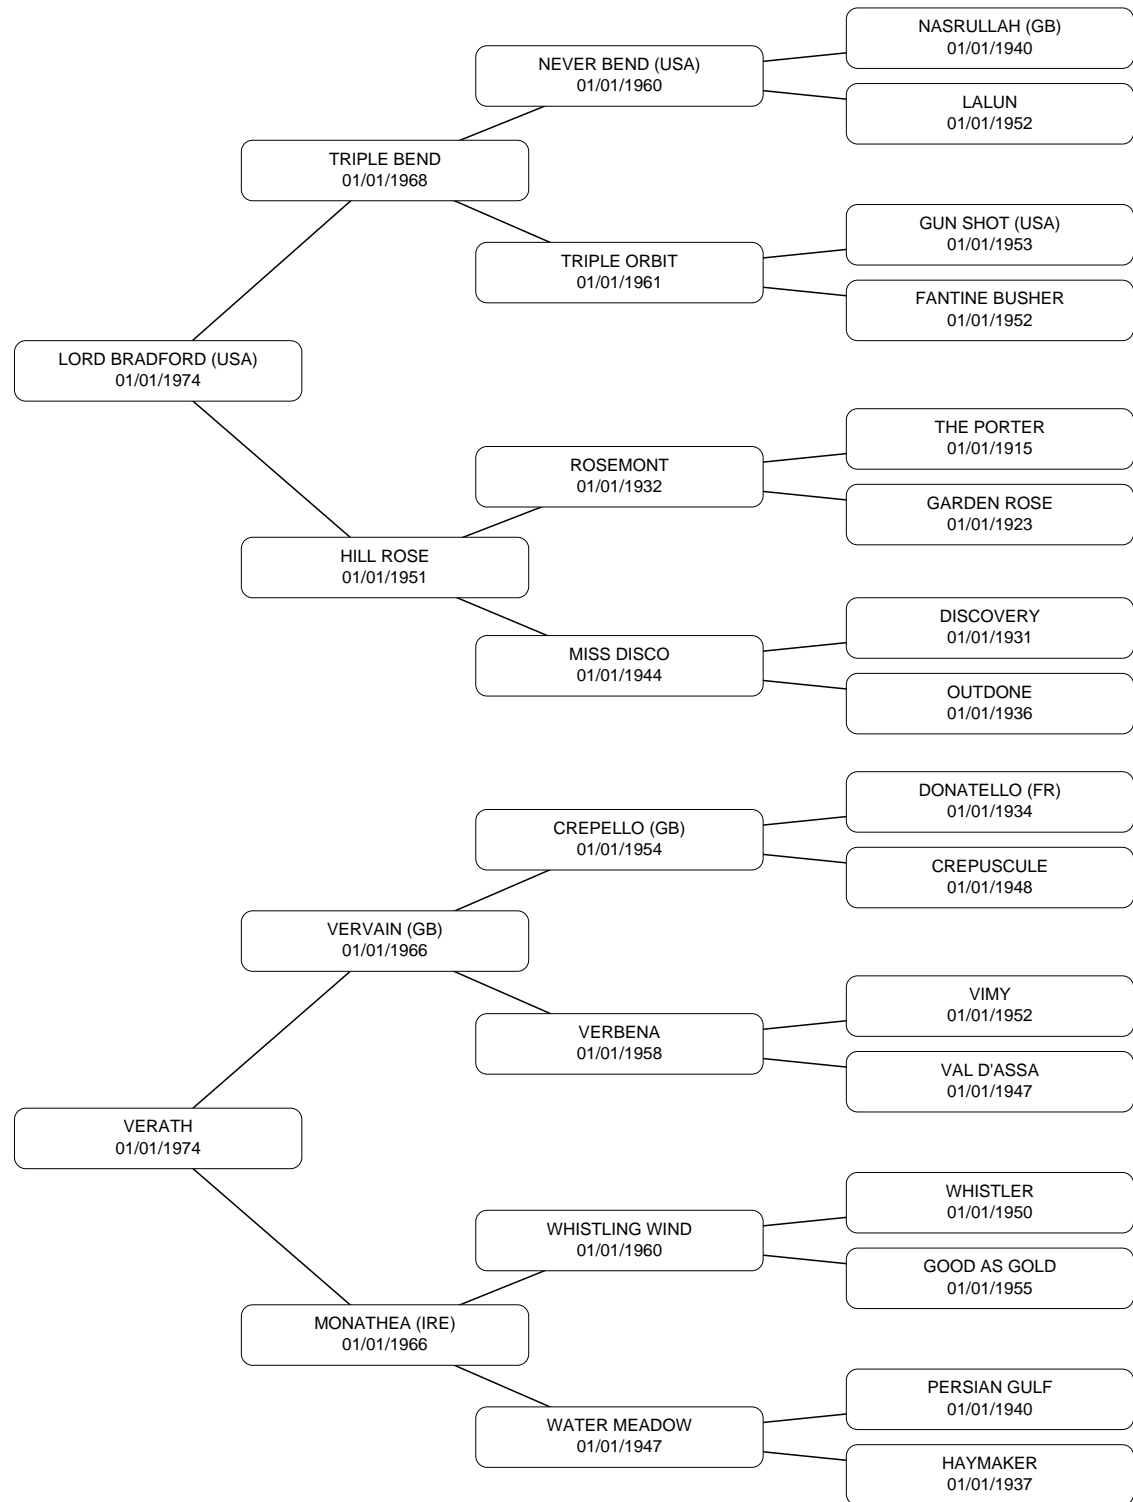 NASRULLAH (GB)
01/01/1940
NEVER BEND (USA)
01/01/1960
LALUN
01/01/1952
TRIPLE BEND
01/01/1968
GUN SHOT (USA)
01/01/1953
TRIPLE ORBIT
01/01/1961
FANTINE BUSHER
01/01/1952
LORD BRADFORD (USA)
01/01/1974
THE PORTER
01/01/1915
ROSEMONT
01/01/1932
GARDEN ROSE
01/01/1923
HILL ROSE
01/01/1951
DISCOVERY
01/01/1931
MISS DISCO
01/01/1944
OUTDONE
01/01/1936
DONATELLO (FR)
01/01/1934
CREPELLO (GB)
01/01/1954
CREPUSCULE
01/01/1948
VERVAIN (GB)
01/01/1966
VIMY
01/01/1952
VERBENA
01/01/1958
VAL D'ASSA
01/01/1947
VERATH
01/01/1974
WHISTLER
01/01/1950
WHISTLING WIND
01/01/1960
GOOD AS GOLD
01/01/1955
MONATHEA (IRE)
01/01/1966
PERSIAN GULF
01/01/1940
WATER MEADOW
01/01/1947
HAYMAKER
01/01/1937